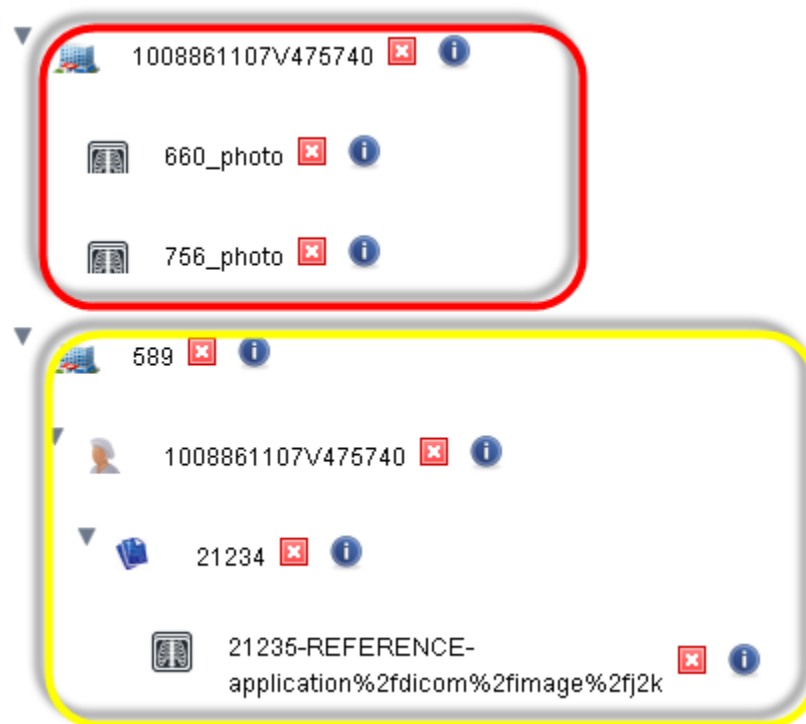 1008861107V475740
660_photo
756_photo
589
1008861107V475740
21234
21235-REFERENCE-
application%2fdicom%2fimage%2fj2k